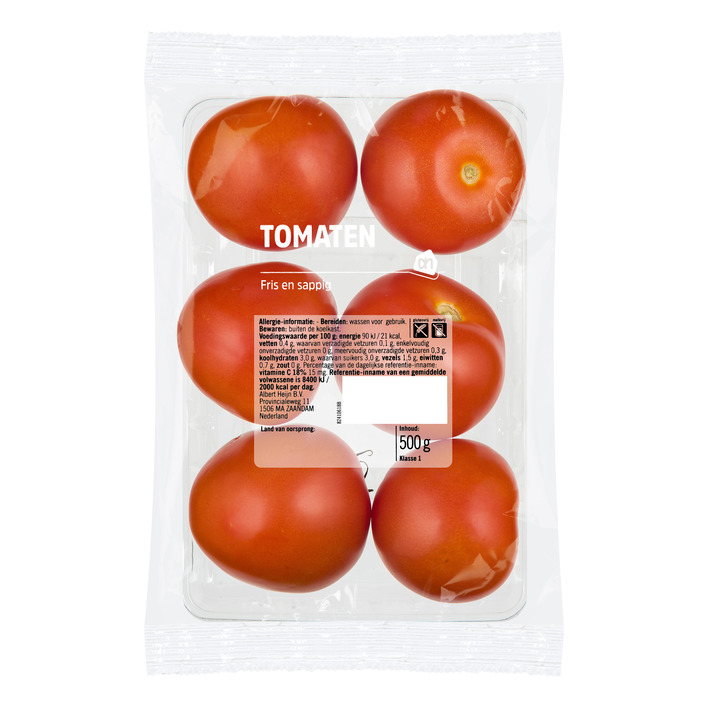 TOMATEN
ah
Fris en sappig
Allergie-informatie: - Bereiden: wassen voor gebruik.
glutenvrij melkvrij
Bewaren: buiten de koelkast.
Voedingswaarde per 100 g: energie 90 kJ / 21 kcal,
vetten 0,4 g, waarvan verzadigde vetzuren 0,1 g, enkelvoudig
onverzadigde vetzuren 0 g, meervoudig onverzadigde vetzuren 0,3 g,
koolhydraten 3,0 g, waarvan suikers 3,0 g, vezels 1,5 g, eiwitten
0,7 g, zout 0 g. Percentage van de dagelijkse referentie-inname:
vitamine C 18% 15 mg. Referentie-inname van een gemiddelde
volwassene is 8400 kJ /
2000 kcal per dag.
Albert Heijn B.V.
Provincialeweg 11
1506 MA ZAANDAM
Nederland
Land van oorsprong:
Inhoud:
500 g
Klasse 1